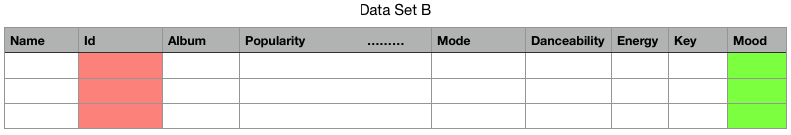 Data Set B
Name Id Album Popularity ......... Mode Danceability Energy Key Mood